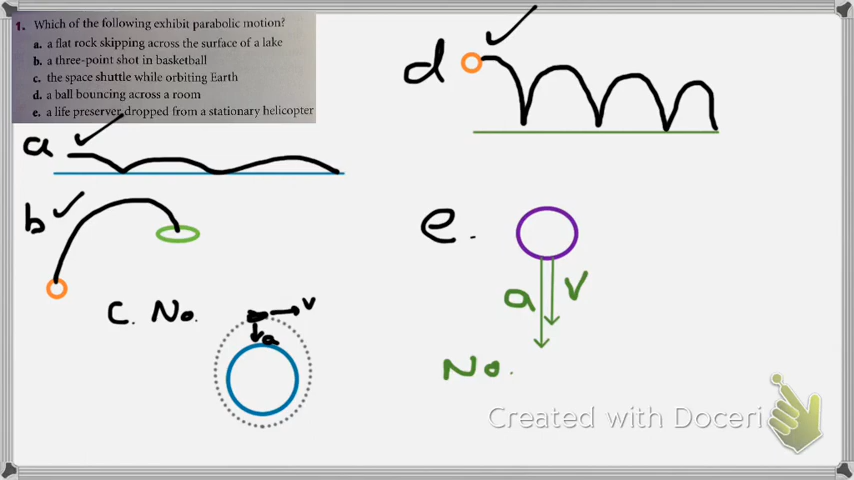 1. Which of the following exhibit parabolic motion?
a. a flat rock skipping across the surface of a lake
b. a three-point shot in basketball
c. the space shuttle while orbiting Earth
d. a ball bouncing across a room
e. a life preserver dropped from a stationary helicopter
a
b
C. No.
v
a
d
e.
a
V
No.
Created with Doceri